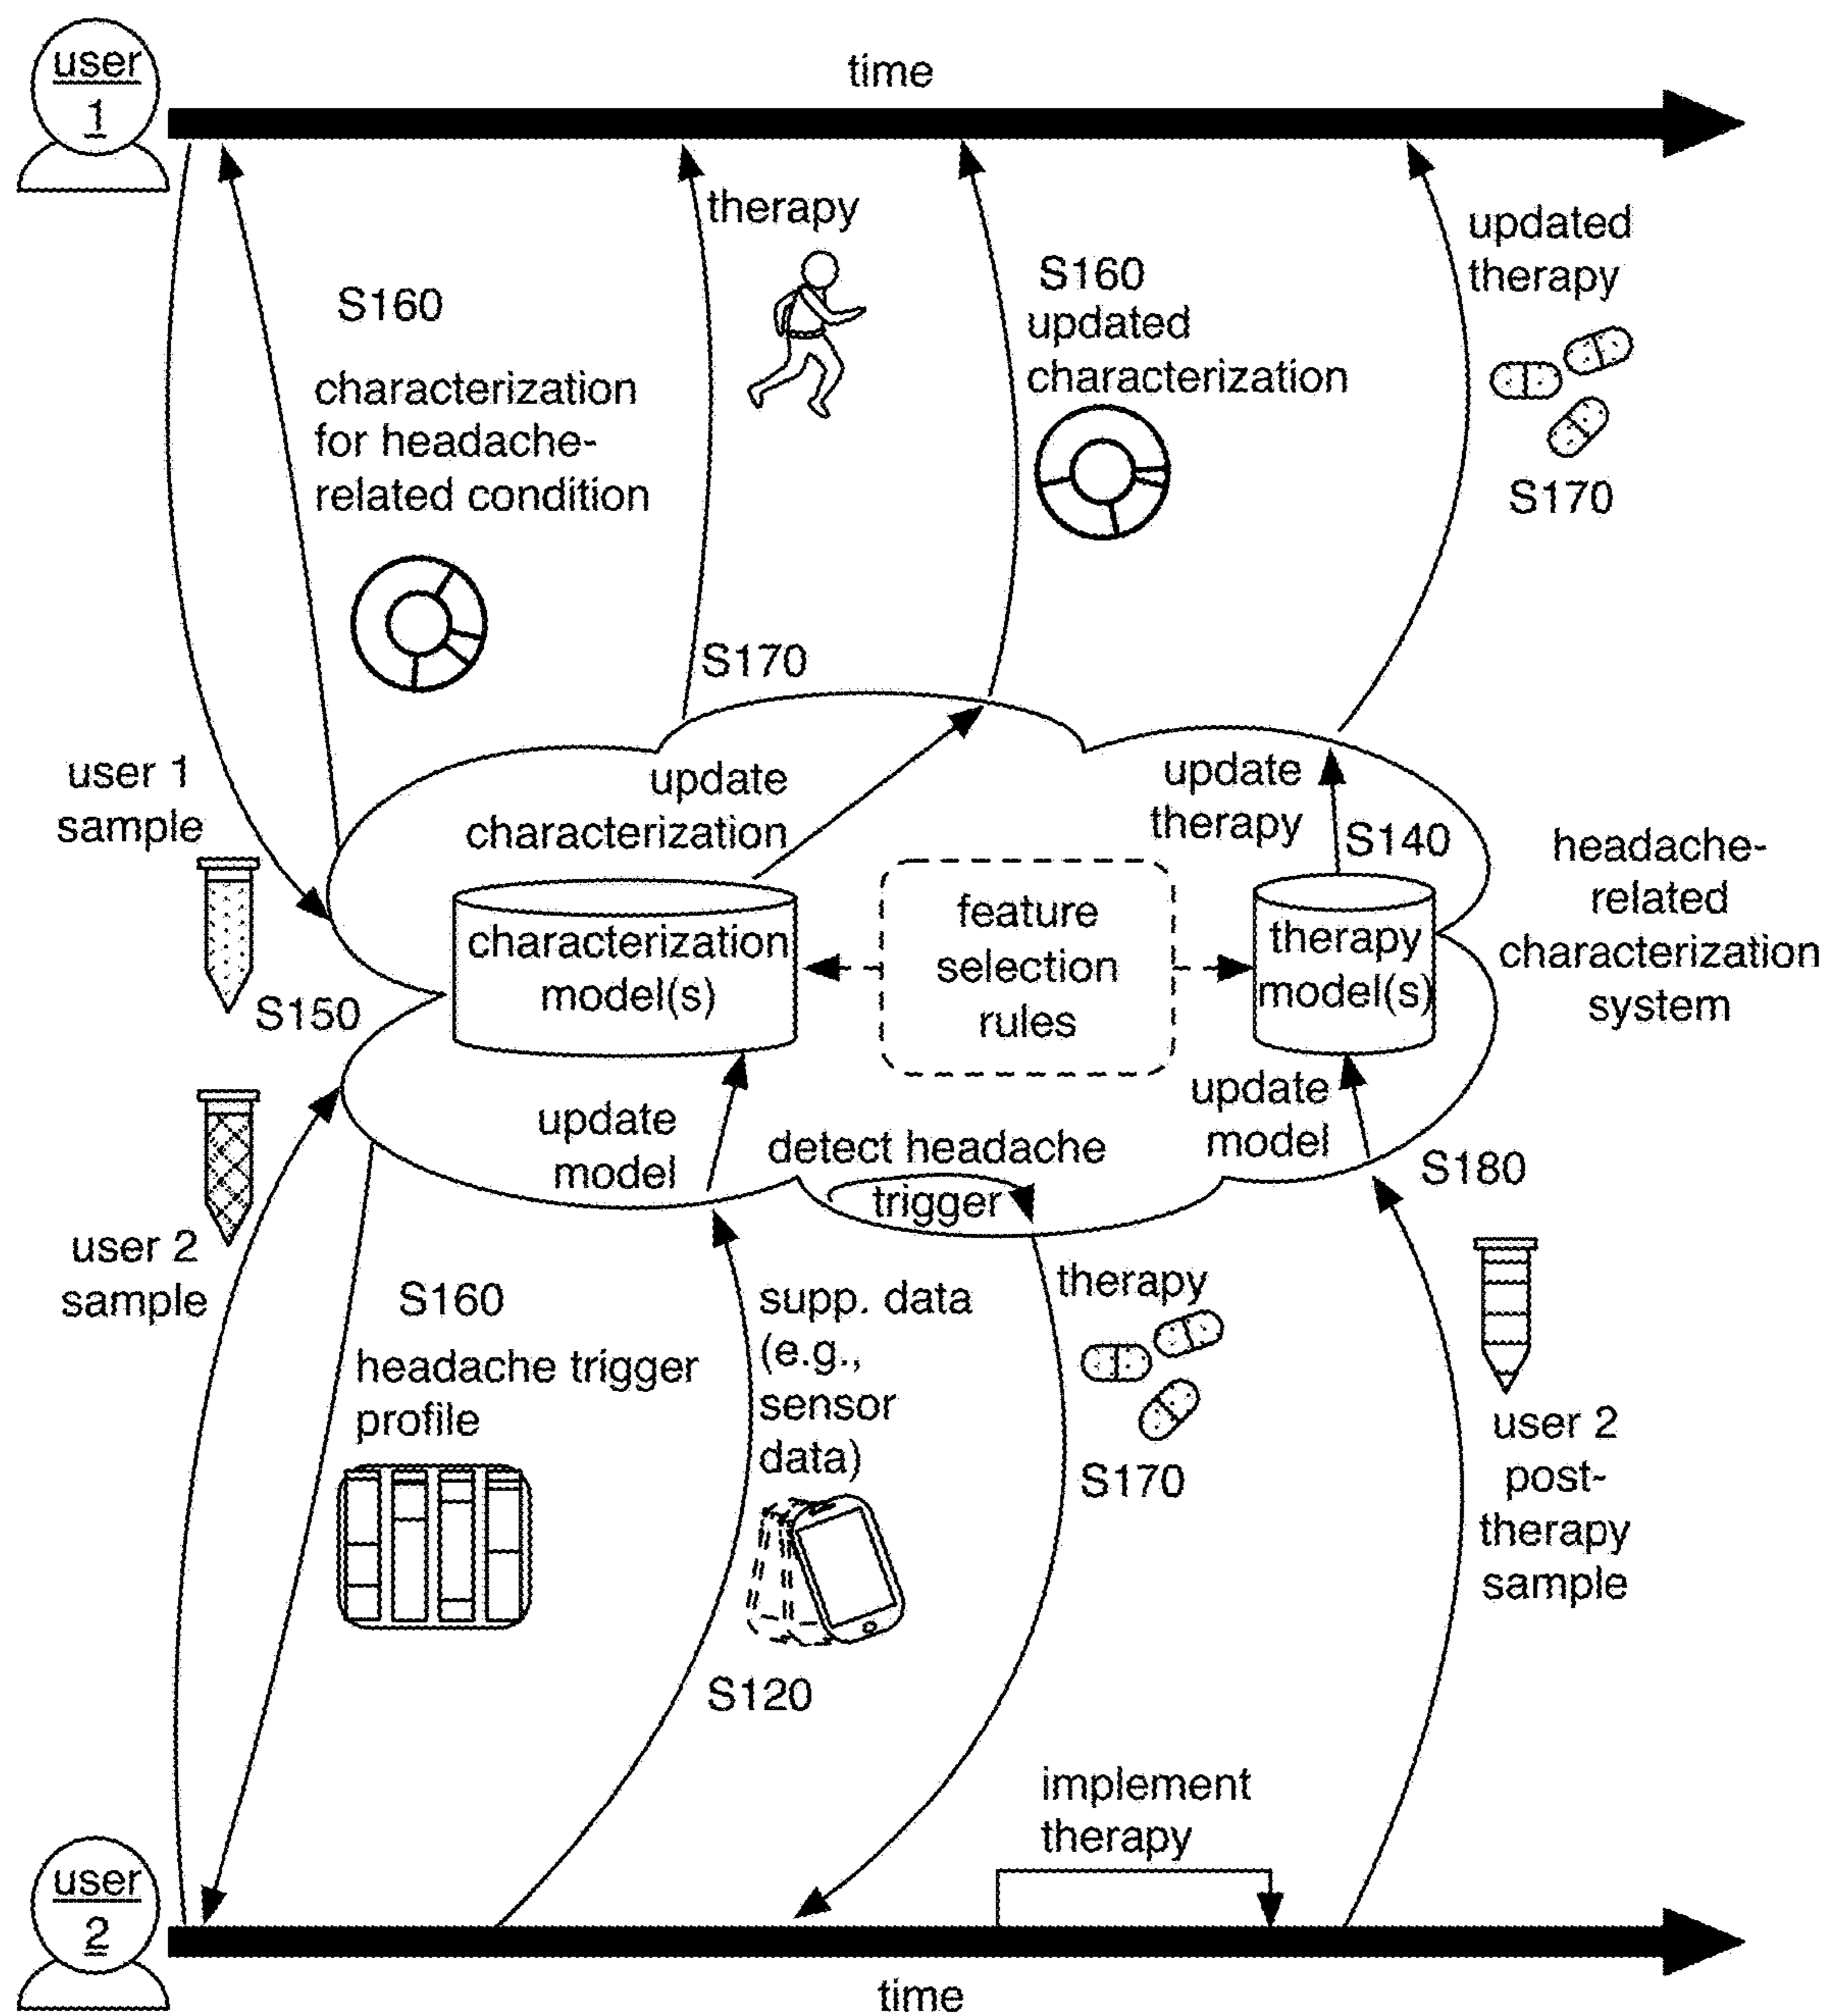 user
1
time
therapy
updated
therapy
S160
characterization
for headache-
related condition
S160
updated
characterization
S170
S170
user 1
sample
update
characterization
update
therapy
S140
headache-
related
characterization
system
characterization
model(s)
feature
selection
rules
therapy
model(s)
S150
update
model
detect headache
trigger
update
model
S180
user 2
sample
S160
headache trigger
profile
supp. data
(e.g.,
sensor
data)
therapy
S170
user 2
post-
therapy
sample
S120
implement
therapy
user
2
time